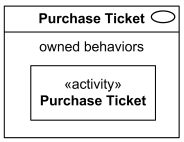 Purchase Ticket
owned behaviors
«activity»
Purchase Ticket